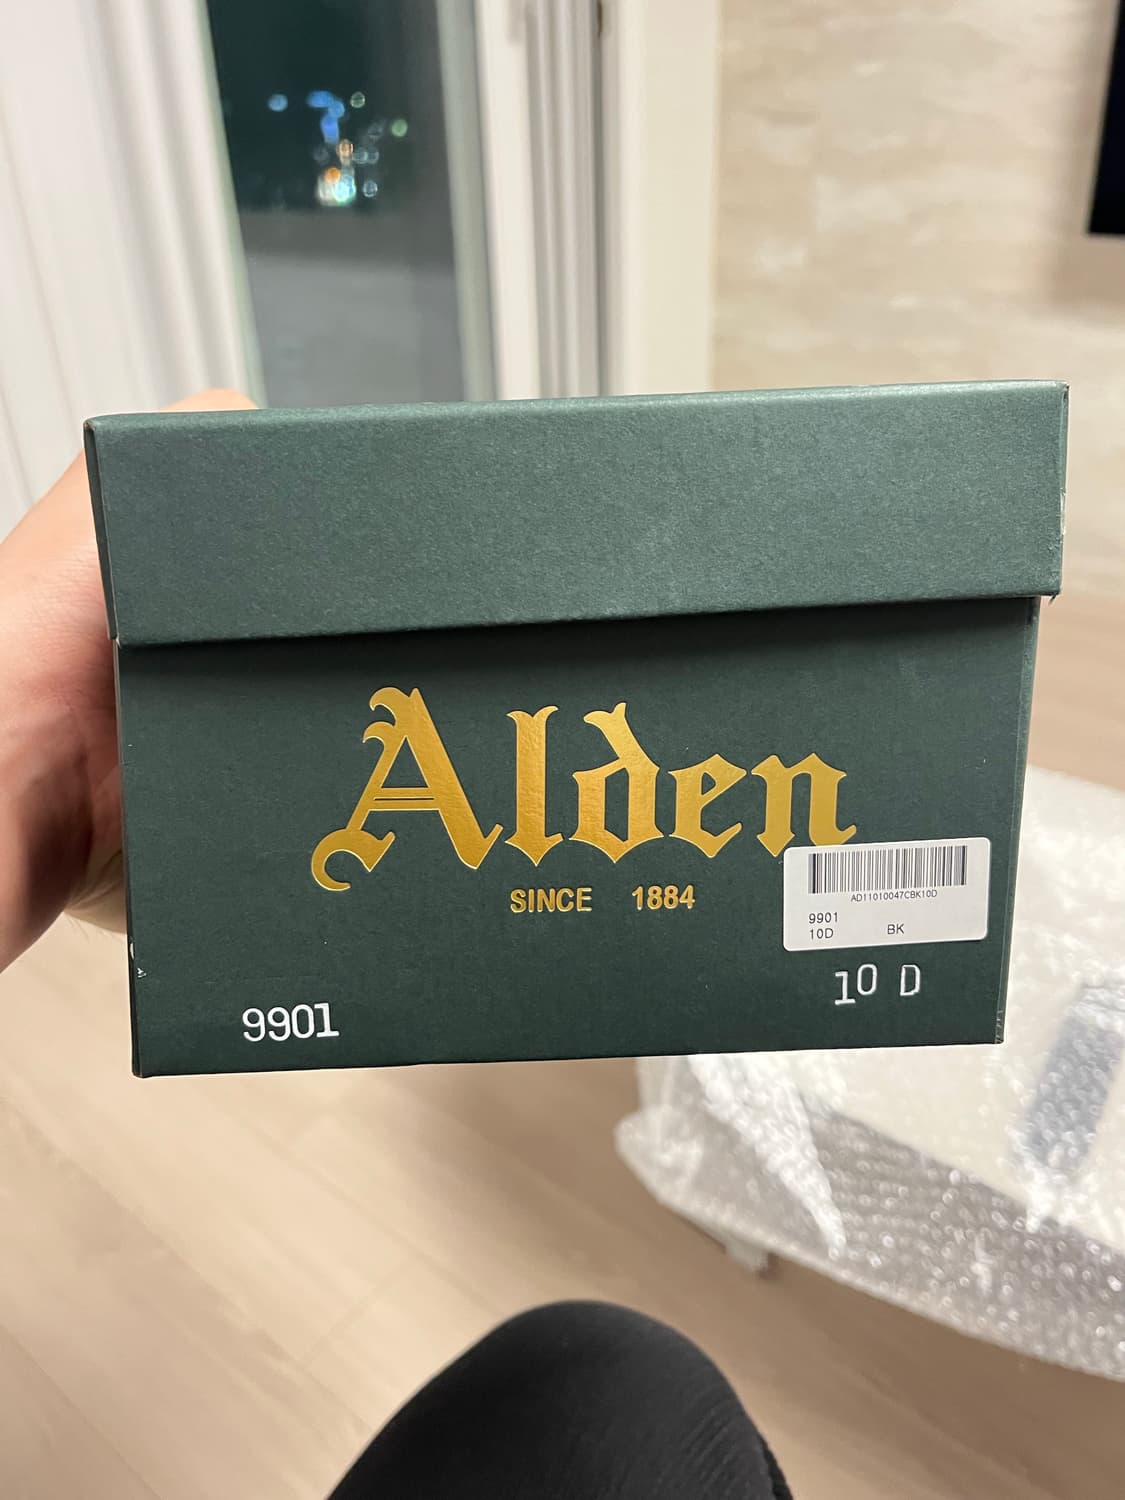 Alden
SINCE 1884
AD11010047CBK10D
9901
10D BK
10 D
9901